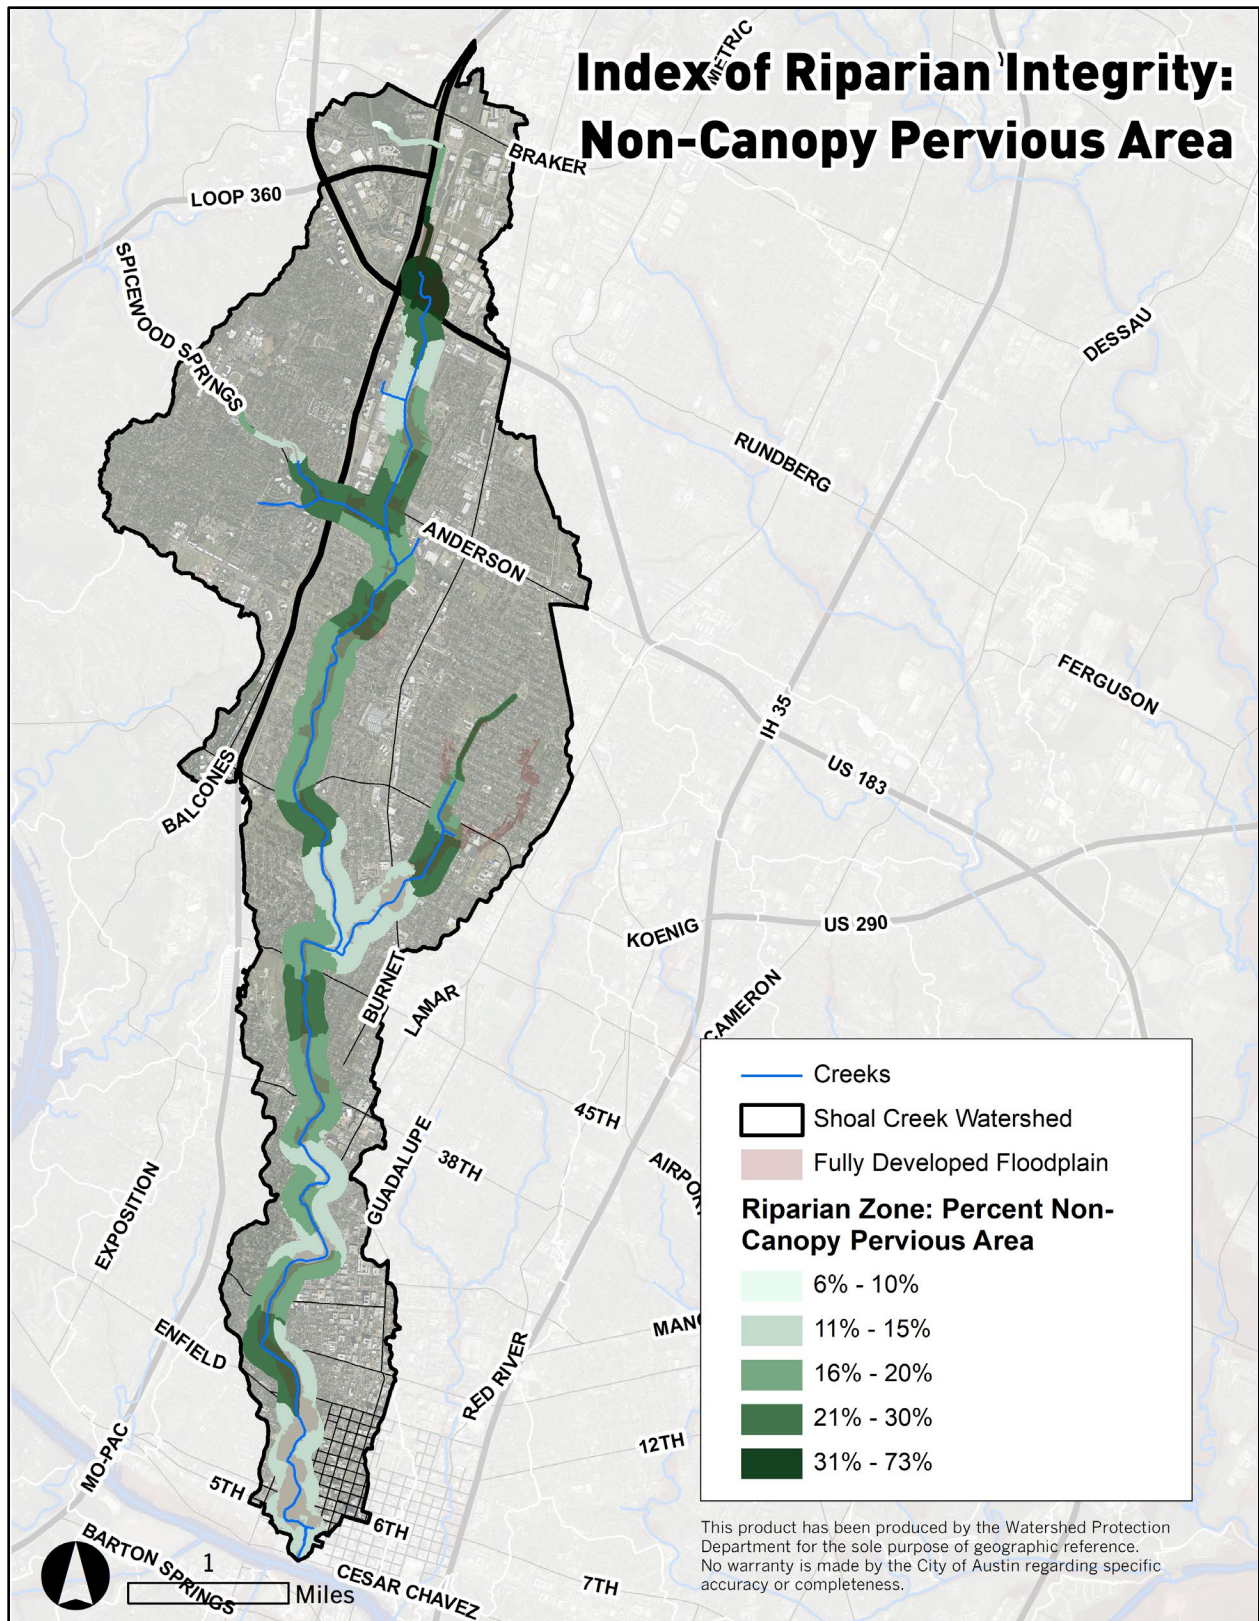 Index of Riparian Integrity:
Non-Canopy Pervious Area
METRIC
BRAKER
LOOP 360
SPICEWOOD SPRINGS
DESSAU
RUNDBERG
ANDERSON
FERGUSON
IH 35
US 183
BALCONES
KOENIG
US 290
BURNET
LAMAR
CAMERON
45TH
38TH
GUADALUPE
AIRPOR
EXPOSITION
ENFIELD
RED RIVER
12TH
MO-PAC
5TH
6TH
BARTON SPRINGS
CESAR CHAVEZ
7TH
1
Miles
Creeks
Shoal Creek Watershed
Fully Developed Floodplain
Riparian Zone: Percent Non-
Canopy Pervious Area
6% - 10%
11% - 15%
16% - 20%
21% - 30%
31% - 73%
This product has been produced by the Watershed Protection
Department for the sole purpose of geographic reference.
No warranty is made by the City of Austin regarding specific
accuracy or completeness.